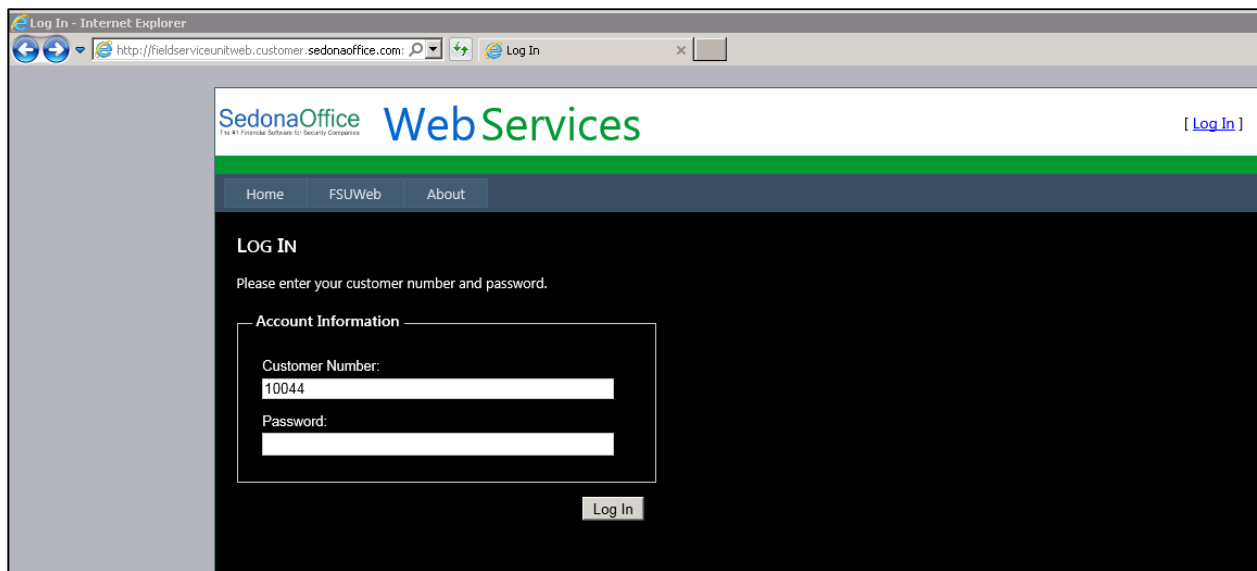 Log In - Internet Explorer
http://fieldserviceunitweb.customer.sedonaoffice.com: Log In
SedonaOffice WebServices
The #1 Financial Software for Security Companies
[ Log In ]
Home FSUWeb About
LOG IN
Please enter your customer number and password.
Account Information
Customer Number:
10044
Password:
Log In